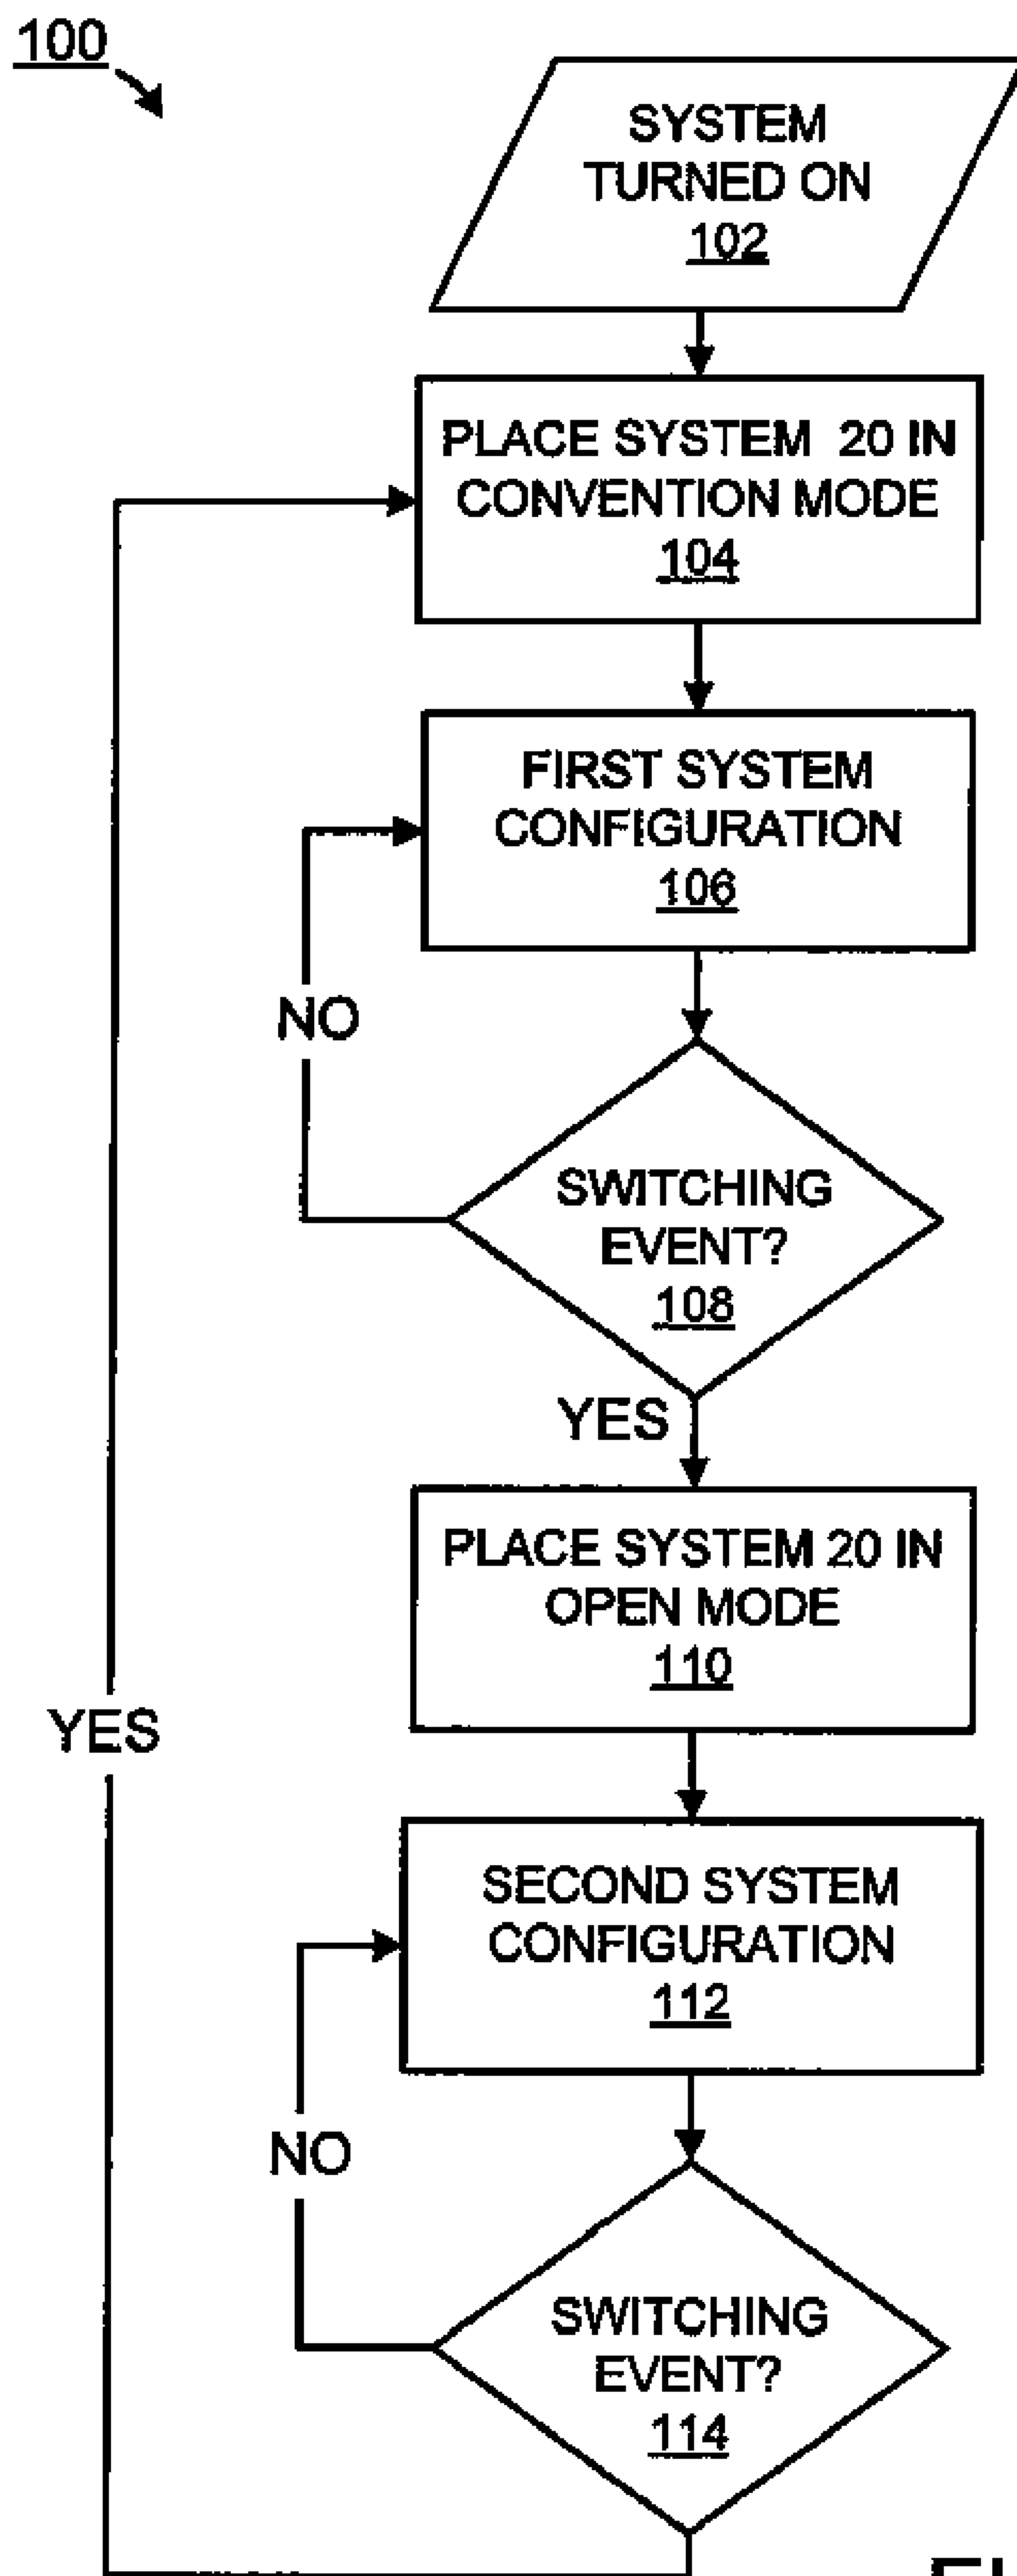 100
SYSTEM
TURNED ON
102
PLACE SYSTEM 20 IN
CONVENTION MODE
104
FIRST SYSTEM
CONFIGURATION
106
NO
SWITCHING
EVENT?
108
YES
PLACE SYSTEM 20 IN
OPEN MODE
110
YES
SECOND SYSTEM
CONFIGURATION
112
NO
SWITCHING
EVENT?
114